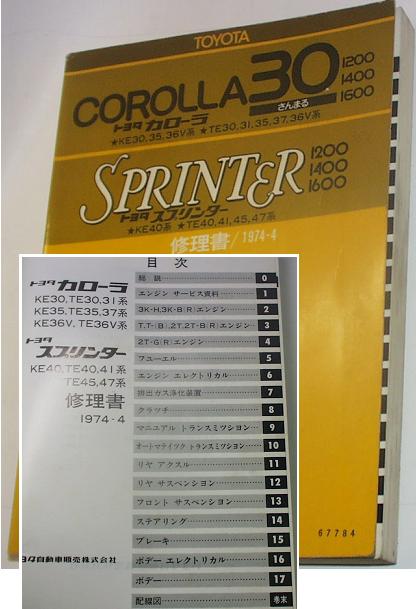 TOYOTA
COROLLA 30
さんまる
1200
1400
1600
トヨタ カローラ
★KE30,35,36V系 ★TE30,31,35,37,36V系
SPRINTER
1200
1400
1600
トヨタ スプリンター
★KE40系 ★TE40,41,45,47系
修理書/1974-4
67784
目次
トヨタ カローラ
KE30,TE30,31系
KE35,TE35,37系
KE36V,TE36V系
トヨタ スプリンター
KE40,TE40,41系
TE45,47系
修理書
1974-4
トヨタ自動車販売株式会社
総説 0
エンジン サービス資料 1
3K-H,3K-B(R)エンジン 2
T,T-(B),2T,2T-B(R)エンジン 3
2T-G(R)エンジン 4
フユーエル 5
エンジン エレクトリカル 6
排出ガス浄化装置 7
クラツチ 8
マニユアル トランスミツシヨン 9
オートマテイツク トランスミツシヨン 10
リヤ アクスル 11
リヤ サスペンシヨン 12
フロント サスペンシヨン 13
ステアリング 14
ブレーキ 15
ボデー エレクトリカル 16
ボデー 17
配線図 巻末